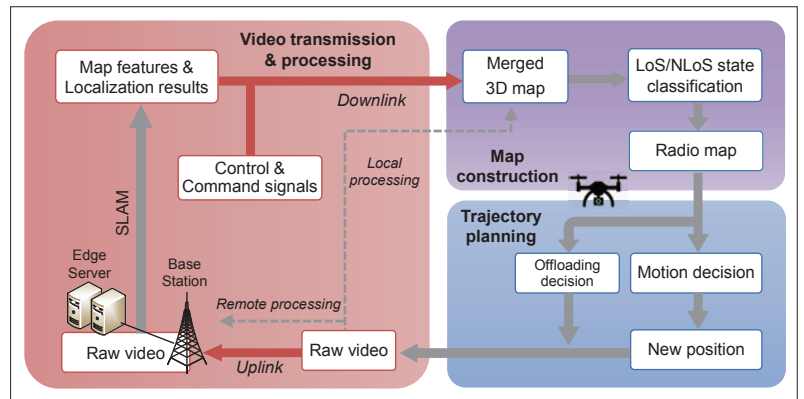 Video transmission
& processing
Map features &
Localization results
Downlink
Control &
Command signals
Local
processing
SLAM
Edge
Server
Base
Station
Remote processing
Raw video
Uplink
Raw video
Merged
3D map
LoS/NLoS state
classification
Radio map
Map
construction
Trajectory
planning
Offloading
decision
Motion decision
New position